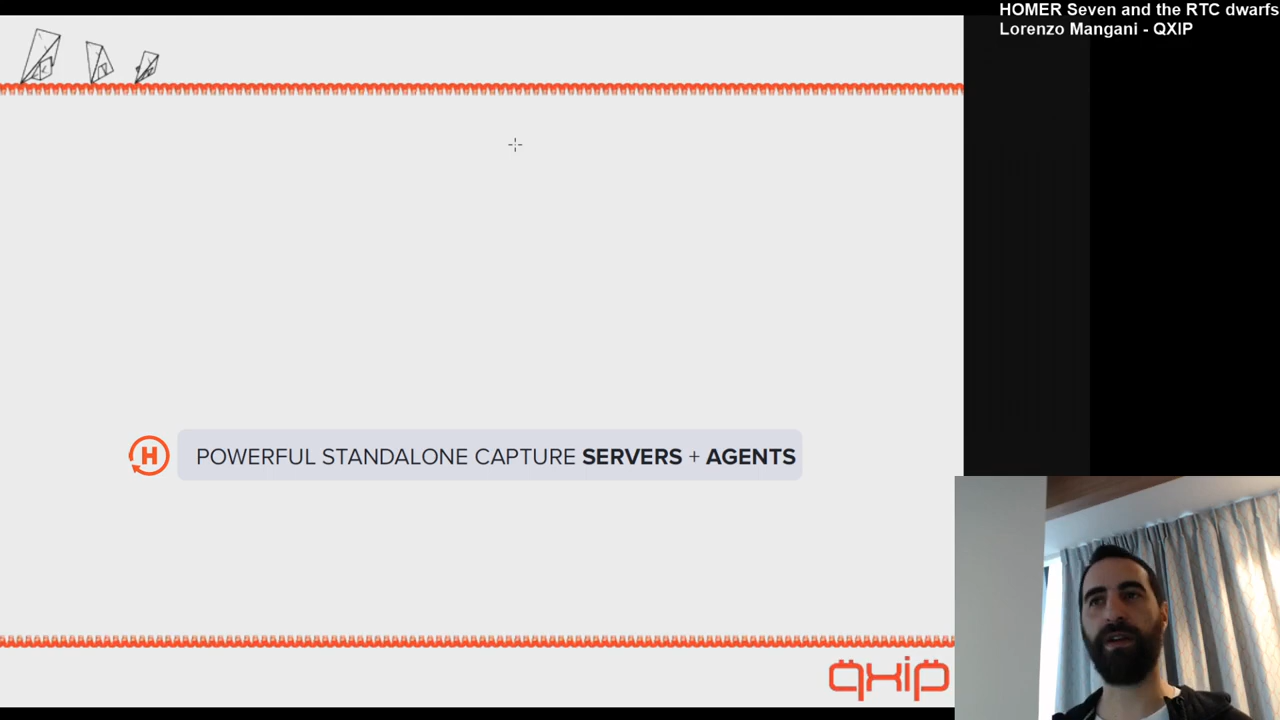 HOMER Seven and the RTC dwarfs
Lorenzo Mangani - QXIP
H POWERFUL STANDALONE CAPTURE SERVERS + AGENTS
qxip